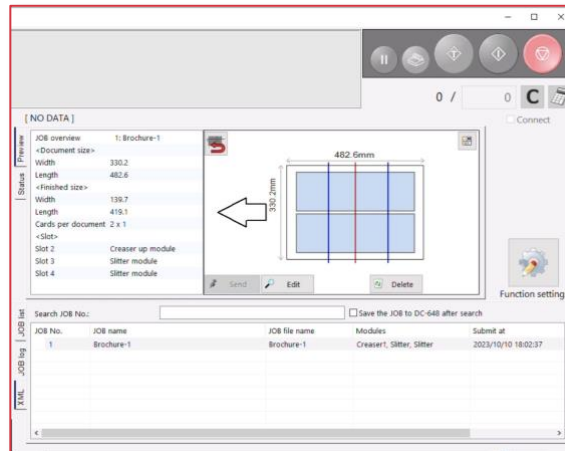 0 / 0 C
[ NO DATA ]
Connect
Preview
Status
JOB overview 1: Brochure-1
<Document size>
Width 330.2
Length 482.6
<Finished size>
Width 139.7
Length 419.1
Cards per document 2 x 1
<Slot>
Slot 2 Creaser up module
Slot 3 Slitter module
Slot 4 Slitter module
482.6mm
330.2mm
Send Edit Delete
Function setting
JOB list
JOB log
XML
Search JOB No.: Save the JOB to DC-648 after search
JOB No. JOB name JOB file name Modules Submit at
1 Brochure-1 Brochure-1 Creaser1, Slitter, Slitter 2023/10/10 18:02:37